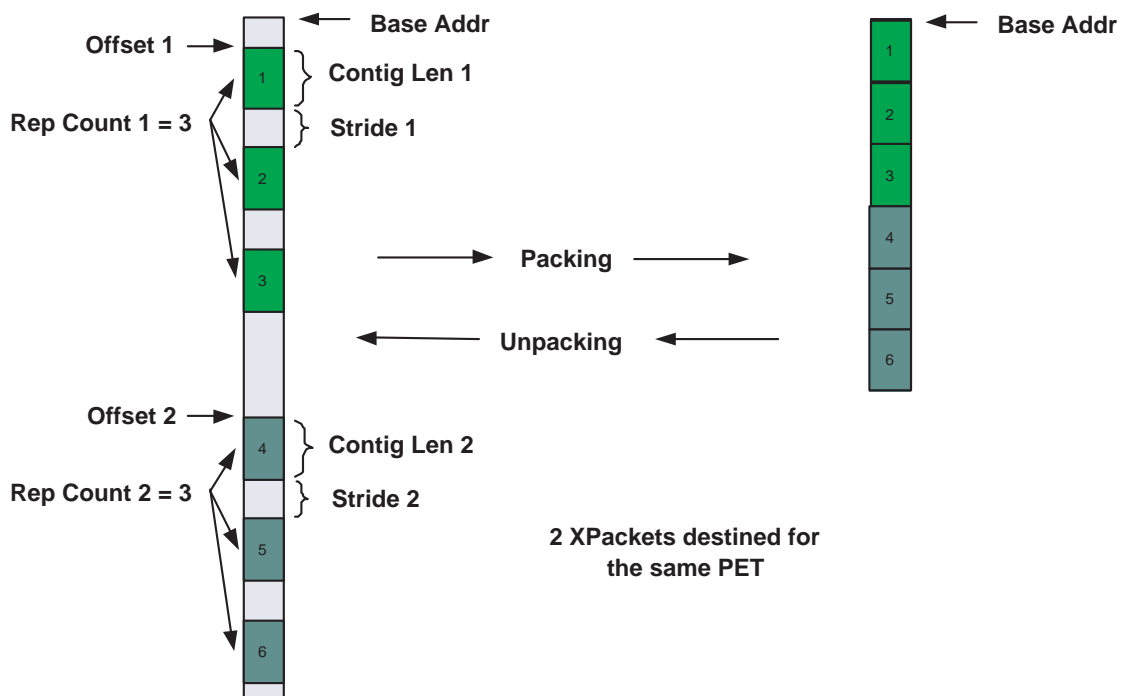 Base Addr
Offset 1
1
Contig Len 1
Rep Count 1 = 3
Stride 1
2
3
Offset 2
4
Contig Len 2
Rep Count 2 = 3
Stride 2
5
6
Packing
Unpacking
2 XPackets destined for
the same PET
Base Addr
1
2
3
4
5
6